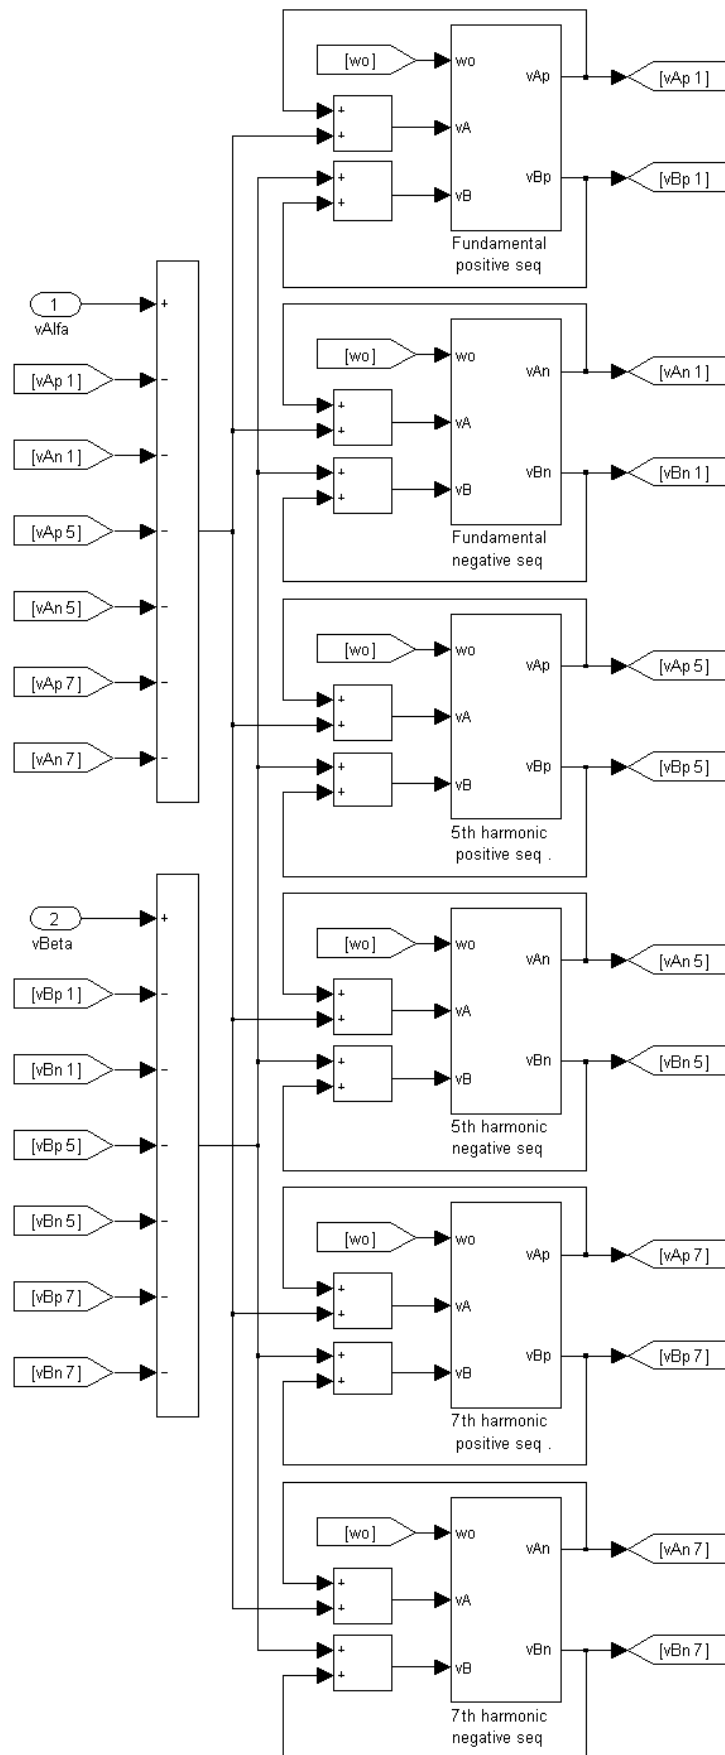 [wo]
wo
vAp
[vAp 1]
+
+
vA
+
+
vB
vBp
[vBp 1]
Fundamental
positive seq
1
vAlfa
+
[vAp 1]
-
[vAn 1]
-
[vAp 5]
-
[vAn 5]
-
[vAp 7]
-
[vAn 7]
-
[wo]
wo
vAn
[vAn 1]
+
+
vA
+
+
vB
vBn
[vBn 1]
Fundamental
negative seq
[wo]
wo
vAp
[vAp 5]
+
+
vA
+
+
vB
vBp
[vBp 5]
5th harmonic
positive seq .
2
vBeta
+
[vBp 1]
-
[vBn 1]
-
[vBp 5]
-
[vBn 5]
-
[vBp 7]
-
[vBn 7]
-
[wo]
wo
vAn
[vAn 5]
+
+
vA
+
+
vB
vBn
[vBn 5]
5th harmonic
negative seq
[wo]
wo
vAp
[vAp 7]
+
+
vA
+
+
vB
vBp
[vBp 7]
7th harmonic
positive seq .
[wo]
wo
vAn
[vAn 7]
+
+
vA
+
+
vB
vBn
[vBn 7]
7th harmonic
negative seq